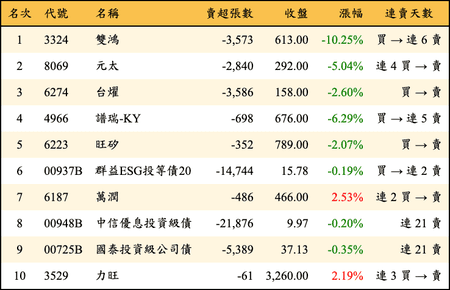 名次 代號 名稱 賣超張數 收盤 漲幅 連賣天數
1 3324 雙鴻 -3,573 613.00 -10.25% 買 → 連 6 賣
2 8069 元太 -2,840 292.00 -5.04% 連 4 買 → 賣
3 6274 台燿 -3,586 158.00 -2.60% 買 → 賣
4 4966 譜瑞-KY -698 676.00 -6.29% 買 → 連 5 賣
5 6223 旺矽 -352 789.00 -2.07% 買 → 賣
6 00937B 群益ESG投等債20 -14,744 15.78 -0.19% 買 → 連 2 賣
7 6187 萬潤 -486 466.00 2.53% 連 2 買 → 賣
8 00948B 中信優息投資級債 -21,876 9.97 -0.20% 連 21 賣
9 00725B 國泰投資級公司債 -5,389 37.13 -0.35% 連 21 賣
10 3529 力旺 -61 3,260.00 2.19% 連 3 買 → 賣